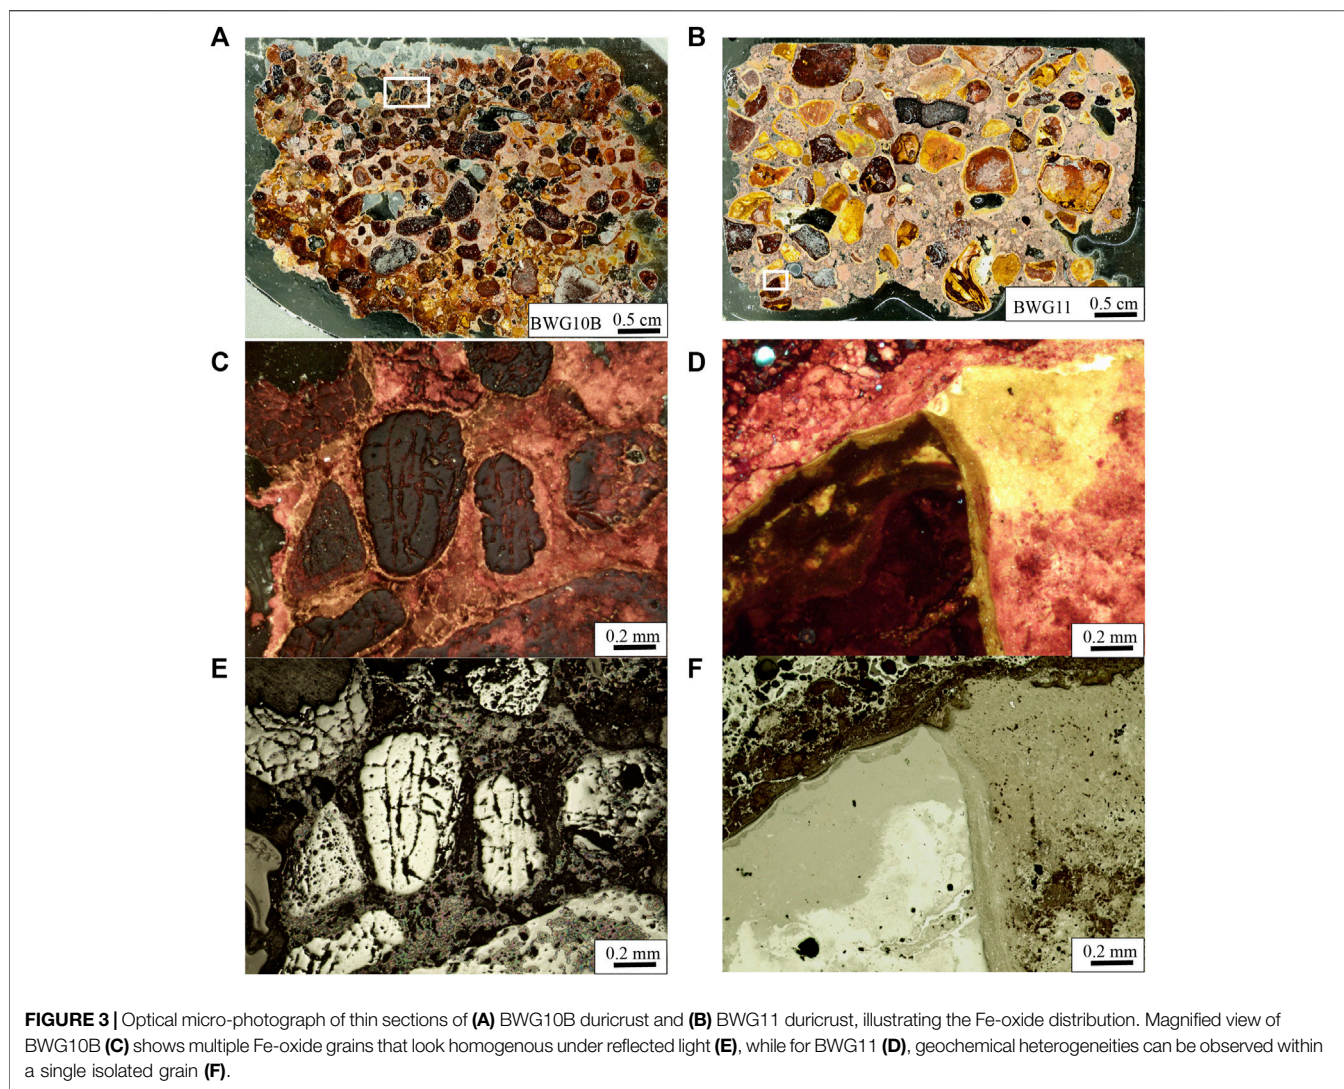 A
B
BWG10B 0.5 cm
BWG11 0.5 cm
C
D
0.2 mm
0.2 mm
E
F
0.2 mm
0.2 mm
FIGURE 3 | Optical micro-photograph of thin sections of (A) BWG10B duricrust and (B) BWG11 duricrust, illustrating the Fe-oxide distribution. Magnified view of
BWG10B (C) shows multiple Fe-oxide grains that look homogenous under reflected light (E), while for BWG11 (D), geochemical heterogeneities can be observed within
a single isolated grain (F).